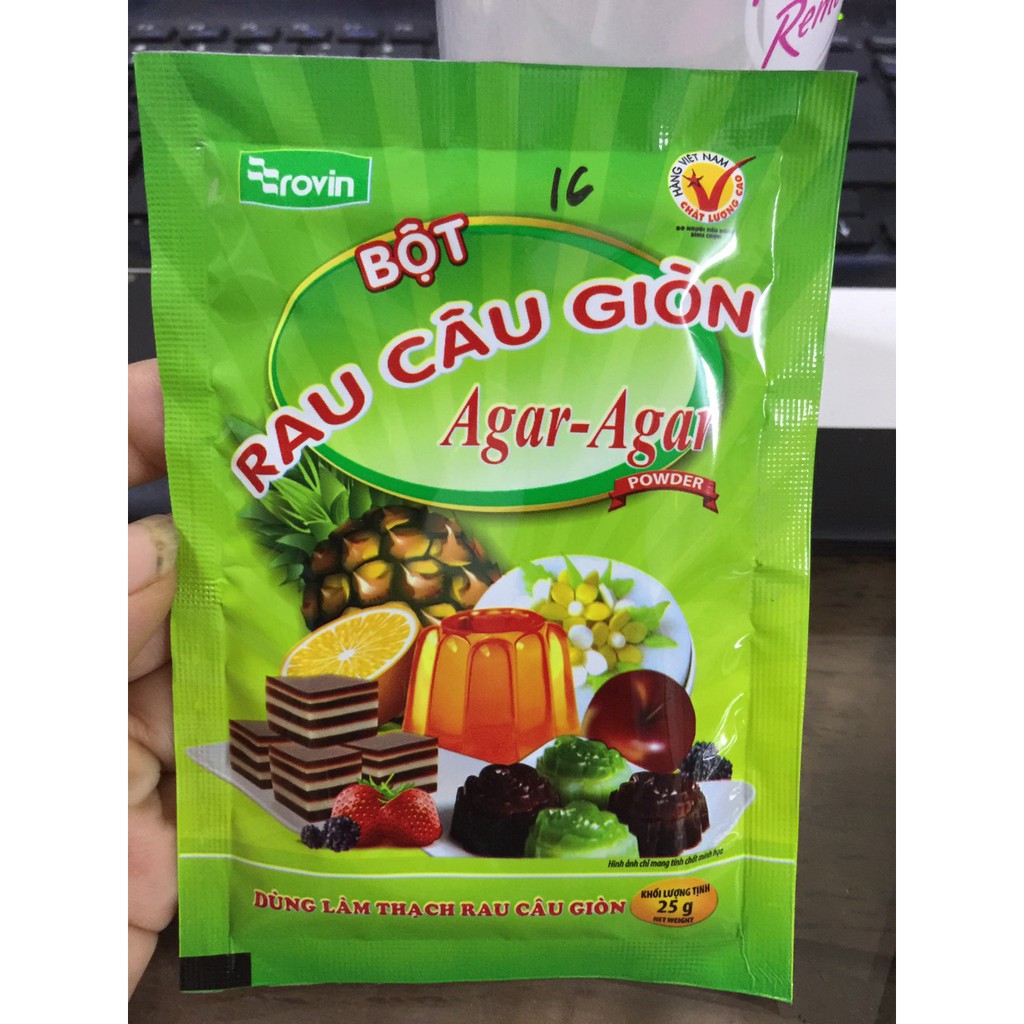 Rem
rovin
1C
HÀNG VIỆT NAM
CHẤT LƯỢNG CAO
BỘT
RAU CÂU GIÒN
Agar-Agar
POWDER
Hình ảnh chỉ mang tính chất minh họa
DÙNG LÀM THẠCH RAU CÂU GIÒN
KHỐI LƯỢNG TỊNH
25 g
NET WEIGHT